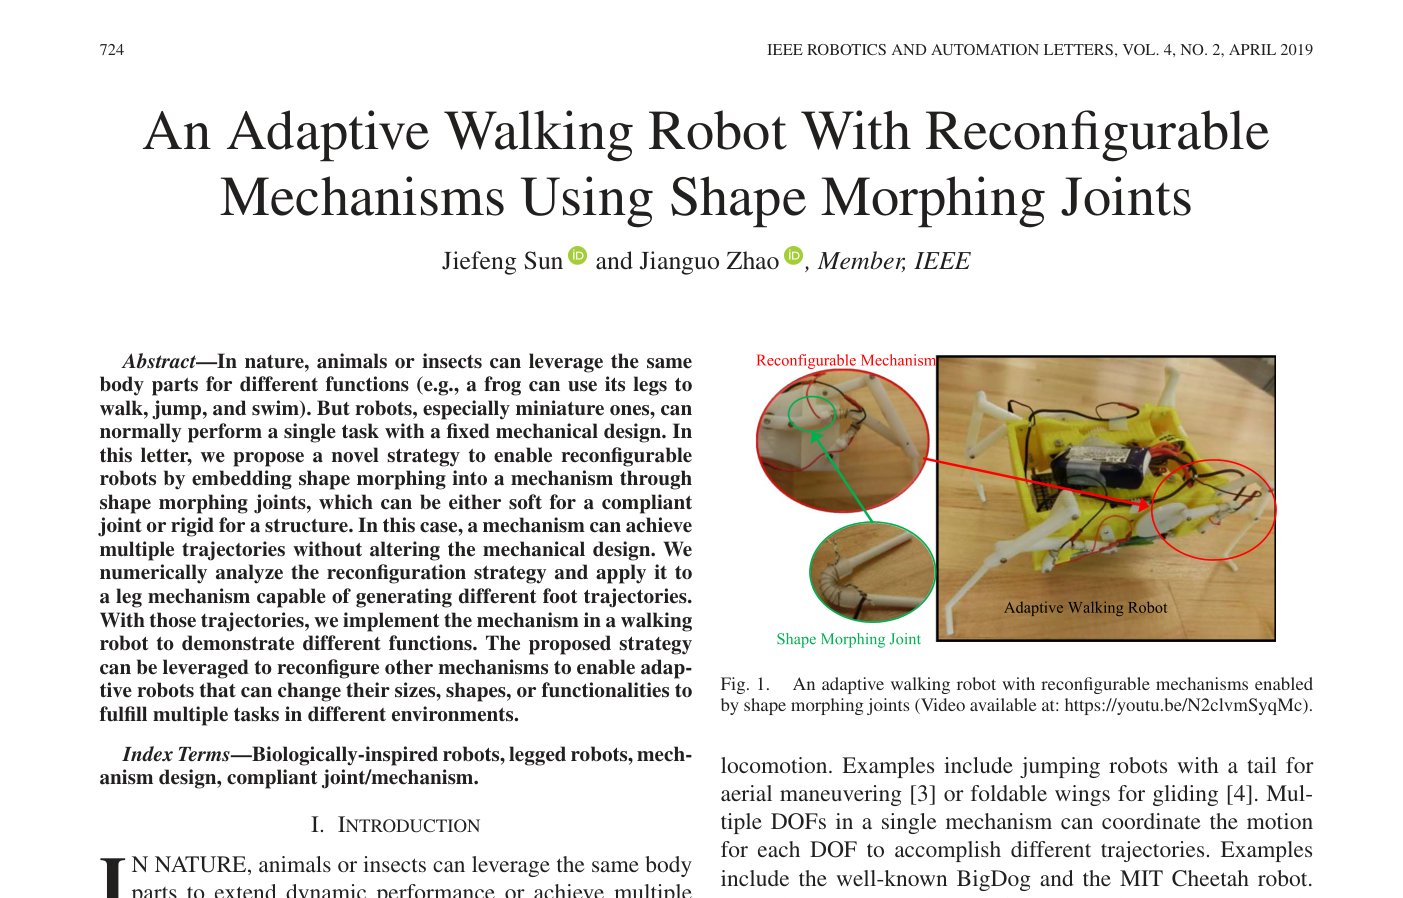 724
IEEE ROBOTICS AND AUTOMATION LETTERS, VOL. 4, NO. 2, APRIL 2019
An Adaptive Walking Robot With Reconfigurable
Mechanisms Using Shape Morphing Joints
Jiefeng Sun and Jianguo Zhao, Member, IEEE
Abstract—In nature, animals or insects can leverage the same
body parts for different functions (e.g., a frog can use its legs to
walk, jump, and swim). But robots, especially miniature ones, can
normally perform a single task with a fixed mechanical design. In
this letter, we propose a novel strategy to enable reconfigurable
robots by embedding shape morphing into a mechanism through
shape morphing joints, which can be either soft for a compliant
joint or rigid for a structure. In this case, a mechanism can achieve
multiple trajectories without altering the mechanical design. We
numerically analyze the reconfiguration strategy and apply it to
a leg mechanism capable of generating different foot trajectories.
With those trajectories, we implement the mechanism in a walking
robot to demonstrate different functions. The proposed strategy
can be leveraged to reconfigure other mechanisms to enable adap-
tive robots that can change their sizes, shapes, or functionalities to
fulfill multiple tasks in different environments.
Index Terms—Biologically-inspired robots, legged robots, mech-
anism design, compliant joint/mechanism.
I. INTRODUCTION
IN NATURE, animals or insects can leverage the same body
parts to extend dynamic performance or achieve multiple
Reconfigurable Mechanism
Adaptive Walking Robot
Shape Morphing Joint
Fig. 1. An adaptive walking robot with reconfigurable mechanisms enabled
by shape morphing joints (Video available at: https://youtu.be/N2clvmSyqMc).
locomotion. Examples include jumping robots with a tail for
aerial maneuvering [3] or foldable wings for gliding [4]. Mul-
tiple DOFs in a single mechanism can coordinate the motion
for each DOF to accomplish different trajectories. Examples
include the well-known BigDog and the MIT Cheetah robot.